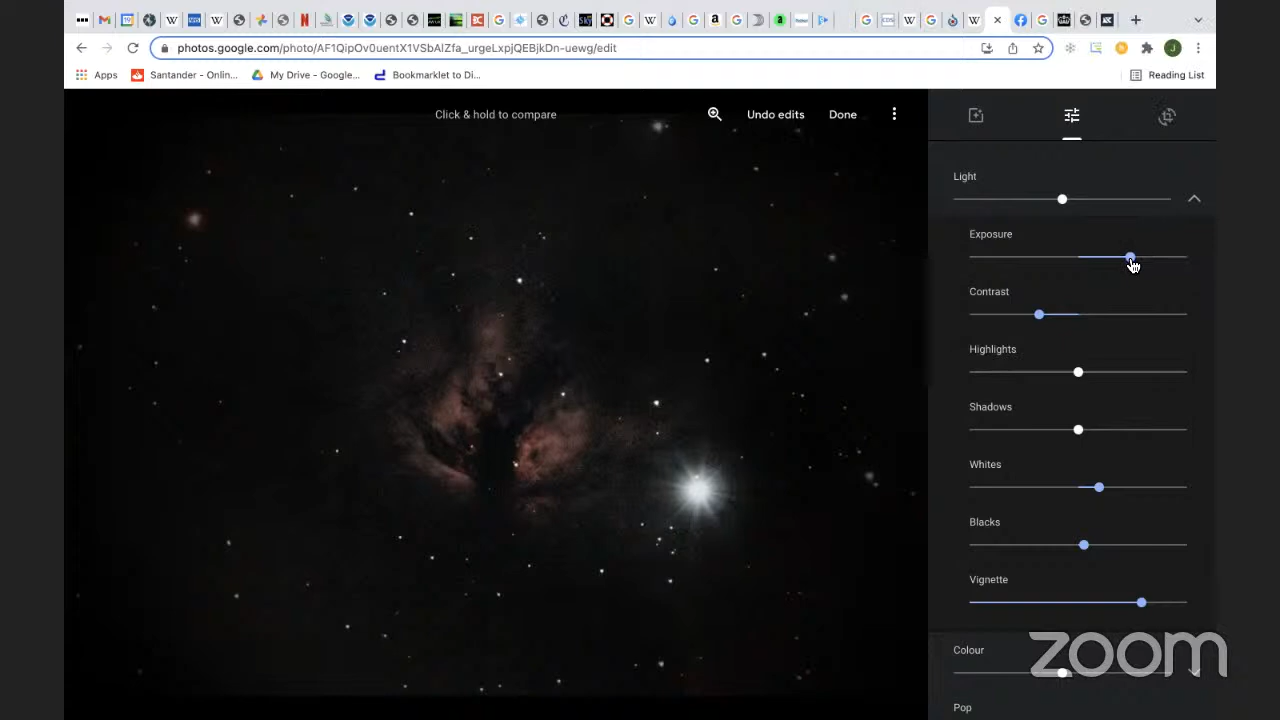 photos.google.com/photo/AF1QipOv0uentX1VSbAIZfa_urgeLxpjQEBjkDn-uewg/edit
Apps
Santander - Onlin...
My Drive - Google...
Bookmarklet to Di...
Reading List
Click & hold to compare
Undo edits
Done
Light
Exposure
Contrast
Highlights
Shadows
Whites
Blacks
Vignette
Colour
Pop
zoom